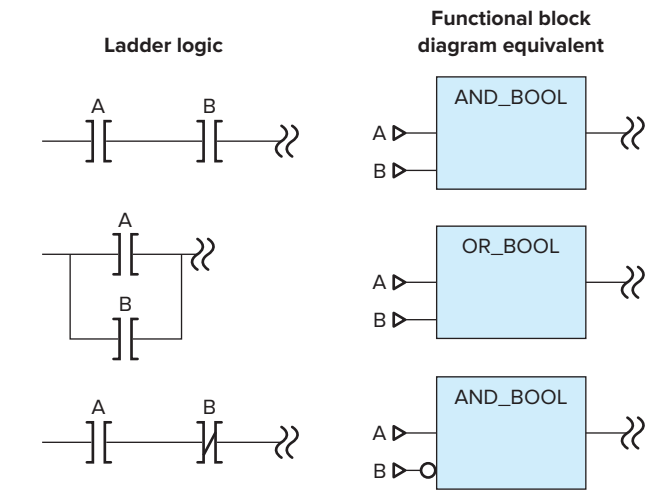 Ladder logic
Functional block
diagram equivalent
A
B
AND_BOOL
A
B
A
B
OR_BOOL
A
B
A
B
AND_BOOL
A
B